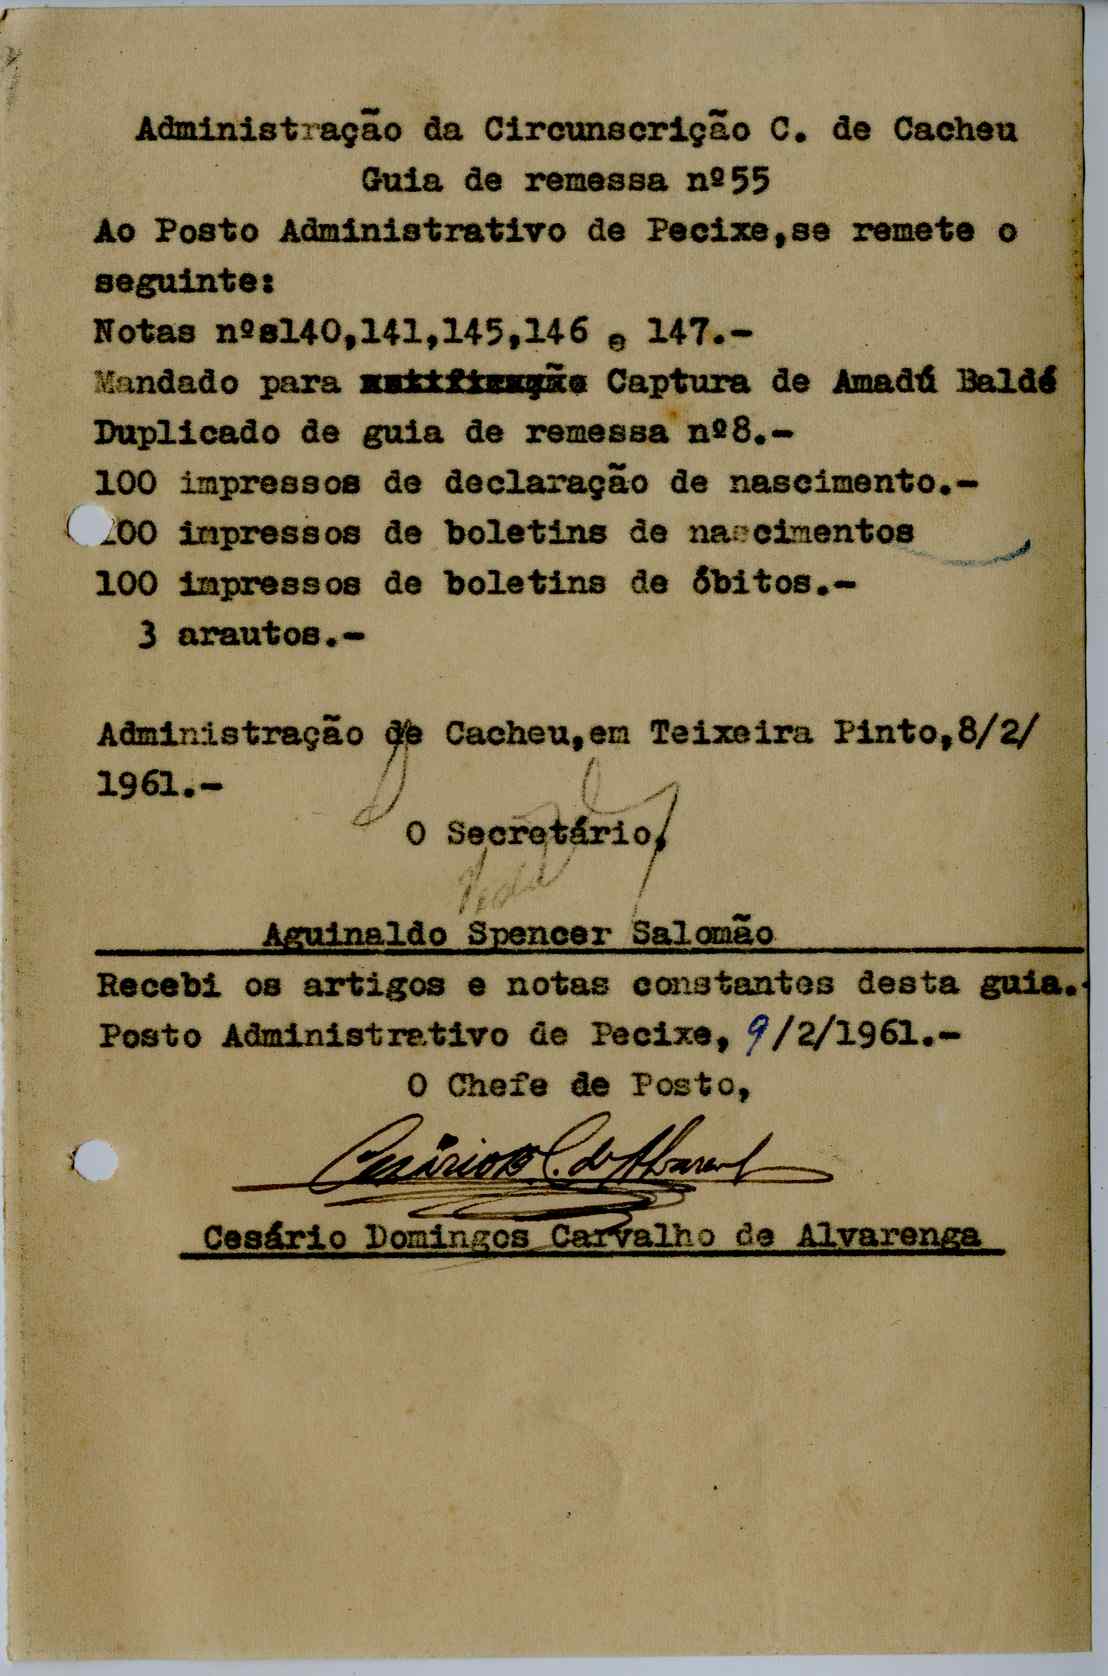 Administração da Circunscrição C. de Cacheu
Guia de remessa nº55
Ao Posto Administrativo de Pecixe,se remete o
seguinte:
Notas nºs140,141,145,146 e 147.-
Mandado para Captura de Amadú Baldé
Duplicado de guia de remessa nº8.-
100 impressos de declaração de nascimento.-
00 impressos de boletins de nascimentos
100 impressos de boletins de óbitos.-
3 arautos.-
Administração de Cacheu,em Teixeira Pinto,8/2/
1961.-
O Secretário,
Aguinaldo Spencer Salomão
Recebi os artigos e notas constantes desta guia.-
Posto Administrativo de Pecixe, 9/2/1961.-
O Chefe de Posto,
Cesário D. C. de Alvarenga
Cesário Domingos Carvalho de Alvarenga